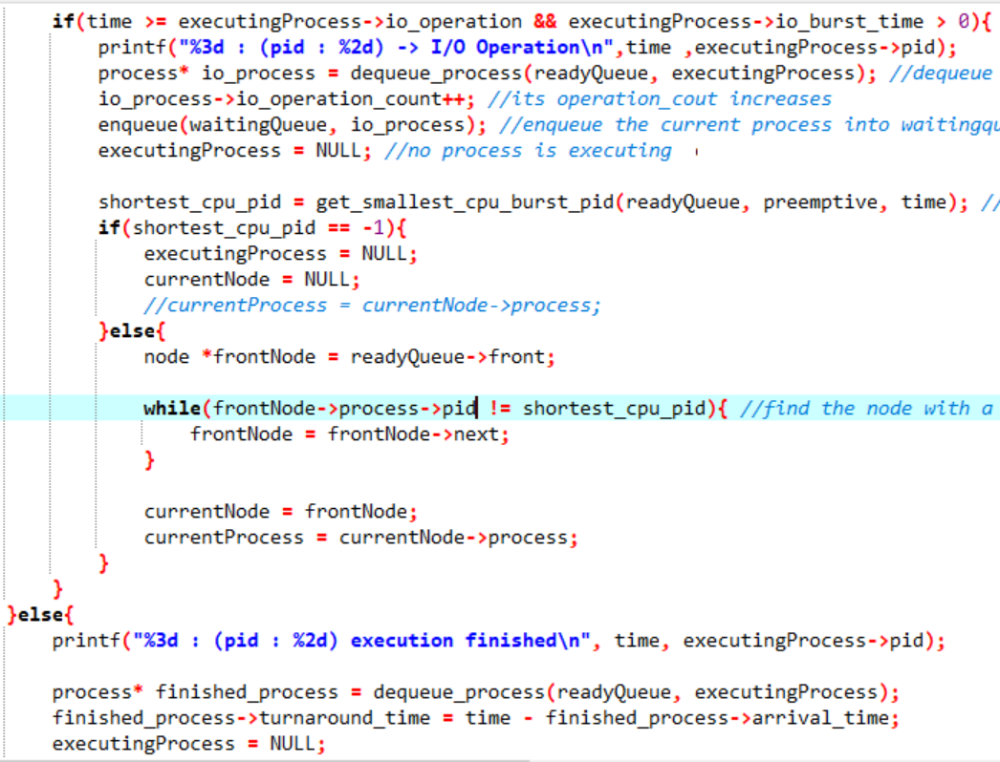 if(time >= executingProcess->io_operation && executingProcess->io_burst_time > 0){
printf("%3d : (pid : %2d) -> I/O Operation\n",time ,executingProcess->pid);
process* io_process = dequeue_process(readyQueue, executingProcess); //dequeue
io_process->io_operation_count++; //its operation_cout increases
enqueue(waitingQueue, io_process); //enqueue the current process into waitingqu
executingProcess = NULL; //no process is executing
shortest_cpu_pid = get_smallest_cpu_burst_pid(readyQueue, preemptive, time); //
if(shortest_cpu_pid == -1){
executingProcess = NULL;
currentNode = NULL;
//currentProcess = currentNode->process;
}else{
node *frontNode = readyQueue->front;
while(frontNode->process->pid != shortest_cpu_pid){ //find the node with a
frontNode = frontNode->next;
}
currentNode = frontNode;
currentProcess = currentNode->process;
}
}
}else{
printf("%3d : (pid : %2d) execution finished\n", time, executingProcess->pid);
process* finished_process = dequeue_process(readyQueue, executingProcess);
finished_process->turnaround_time = time - finished_process->arrival_time;
executingProcess = NULL;